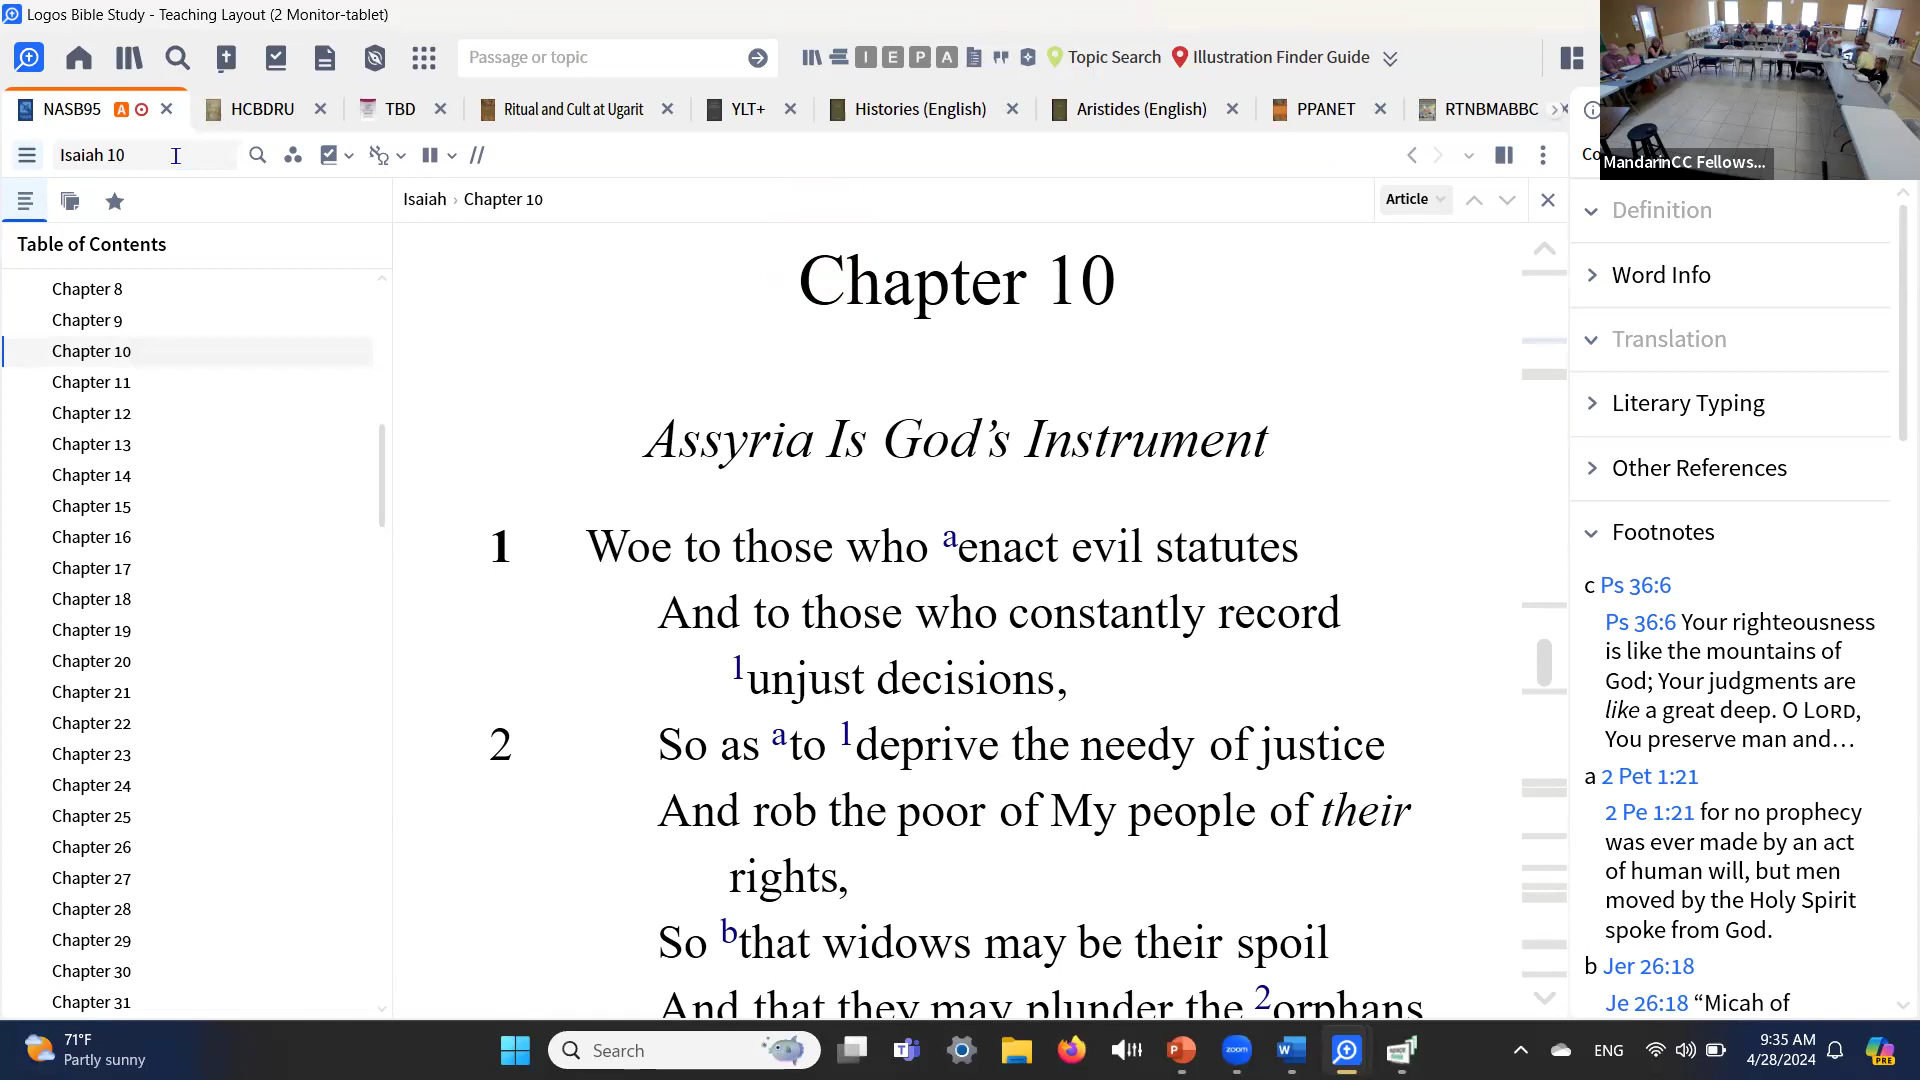 Logos Bible Study - Teaching Layout (2 Monitor-tablet)
Passage or topic
I E P A
Topic Search
Illustration Finder Guide
NASB95 A
HCBDRU
TBD
Ritual and Cult at Ugarit
YLT+
Histories (English)
Aristides (English)
PPANET
RTNBMABBC
Isaiah 10
Co
MandarinCC Fellows...
Isaiah › Chapter 10
Article
Table of Contents
Chapter 8
Chapter 9
Chapter 10
Chapter 11
Chapter 12
Chapter 13
Chapter 14
Chapter 15
Chapter 16
Chapter 17
Chapter 18
Chapter 19
Chapter 20
Chapter 21
Chapter 22
Chapter 23
Chapter 24
Chapter 25
Chapter 26
Chapter 27
Chapter 28
Chapter 29
Chapter 30
Chapter 31
Chapter 10
Assyria Is God’s Instrument
1 Woe to those who aenact evil statutes
And to those who constantly record
1unjust decisions,
2 So as ato 1deprive the needy of justice
And rob the poor of My people of their
rights,
So bthat widows may be their spoil
And that they may plunder the 2orphans
Definition
Word Info
Translation
Literary Typing
Other References
Footnotes
c Ps 36:6
Ps 36:6 Your righteousness
is like the mountains of
God; Your judgments are
like a great deep. O LORD,
You preserve man and…
a 2 Pet 1:21
2 Pe 1:21 for no prophecy
was ever made by an act
of human will, but men
moved by the Holy Spirit
spoke from God.
b Jer 26:18
Je 26:18 “Micah of
71°F
Partly sunny
Search
zoom
ENG
9:35 AM
4/28/2024
PRE